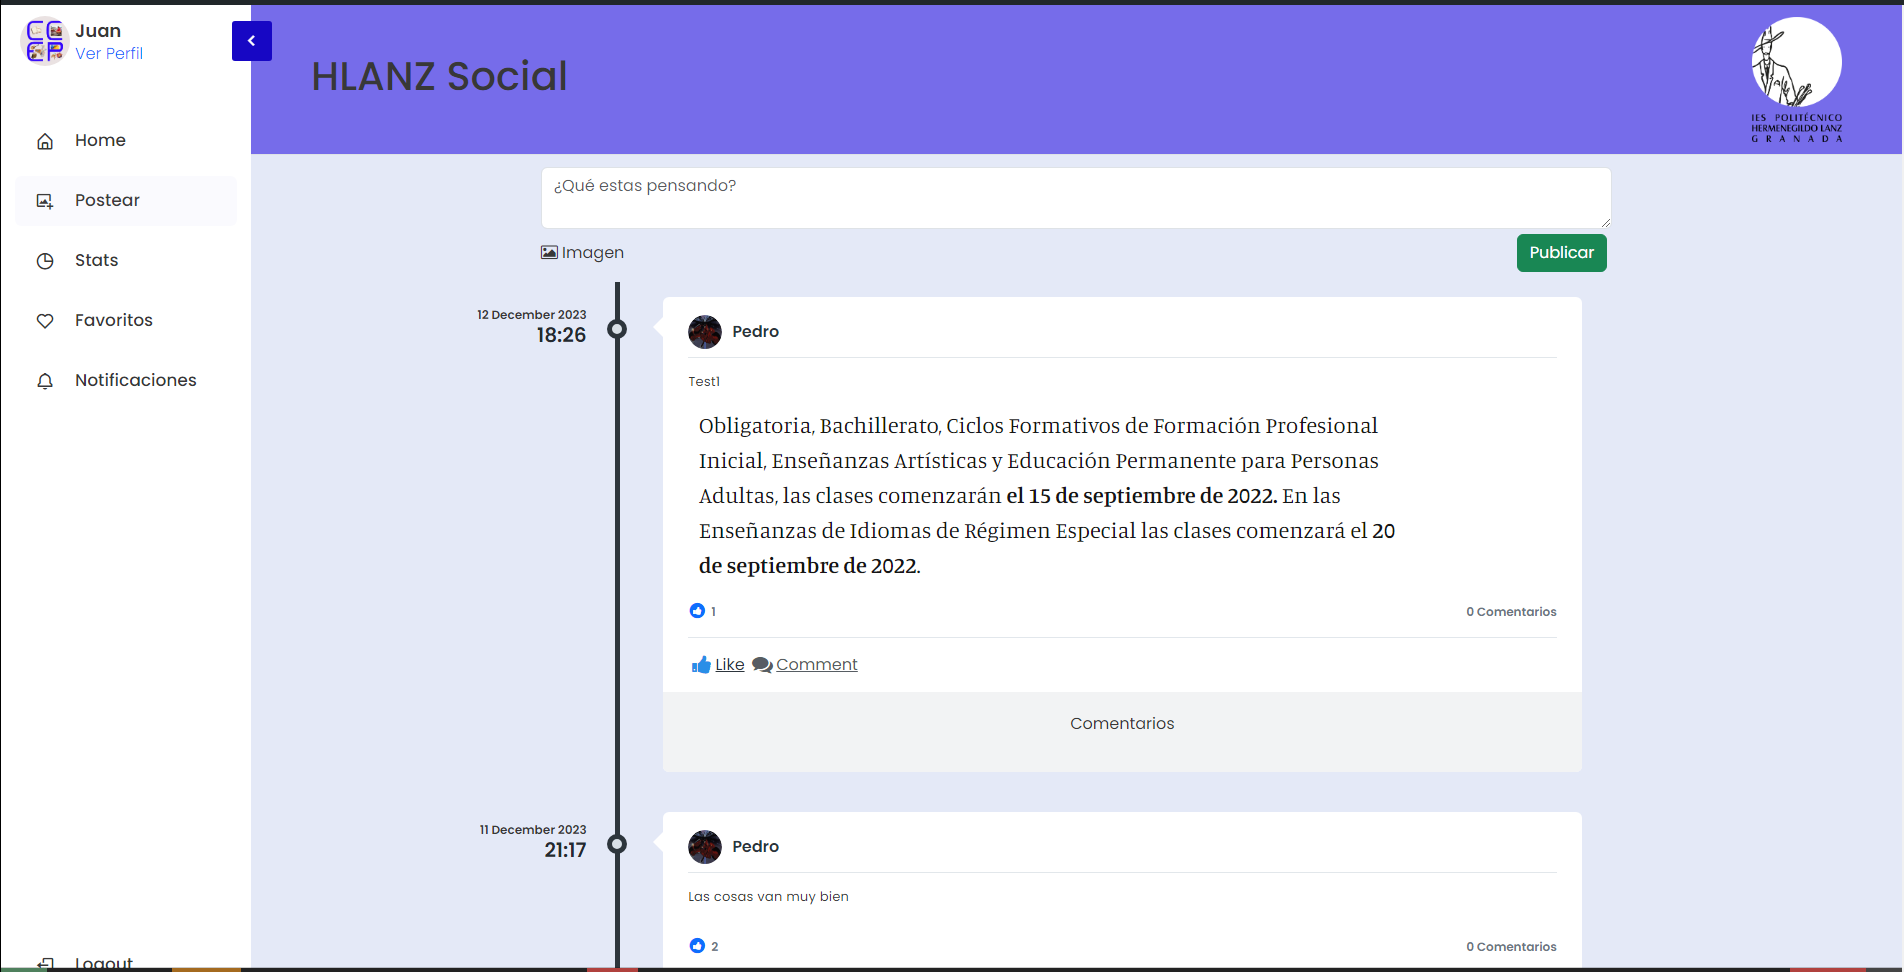 Juan
Ver Perfil
Home
Postear
Stats
Favoritos
Notificaciones
Logout
HLANZ Social
IES POLITÉCNICO
HERMENEGILDO LANZ
GRANADA
¿Qué estas pensando?
Imagen
Publicar
12 December 2023
18:26
Pedro
Test1
Obligatoria, Bachillerato, Ciclos Formativos de Formación Profesional
Inicial, Enseñanzas Artísticas y Educación Permanente para Personas
Adultas, las clases comenzarán el 15 de septiembre de 2022. En las
Enseñanzas de Idiomas de Régimen Especial las clases comenzará el 20
de septiembre de 2022.
1
0 Comentarios
Like Comment
Comentarios
11 December 2023
21:17
Pedro
Las cosas van muy bien
2
0 Comentarios